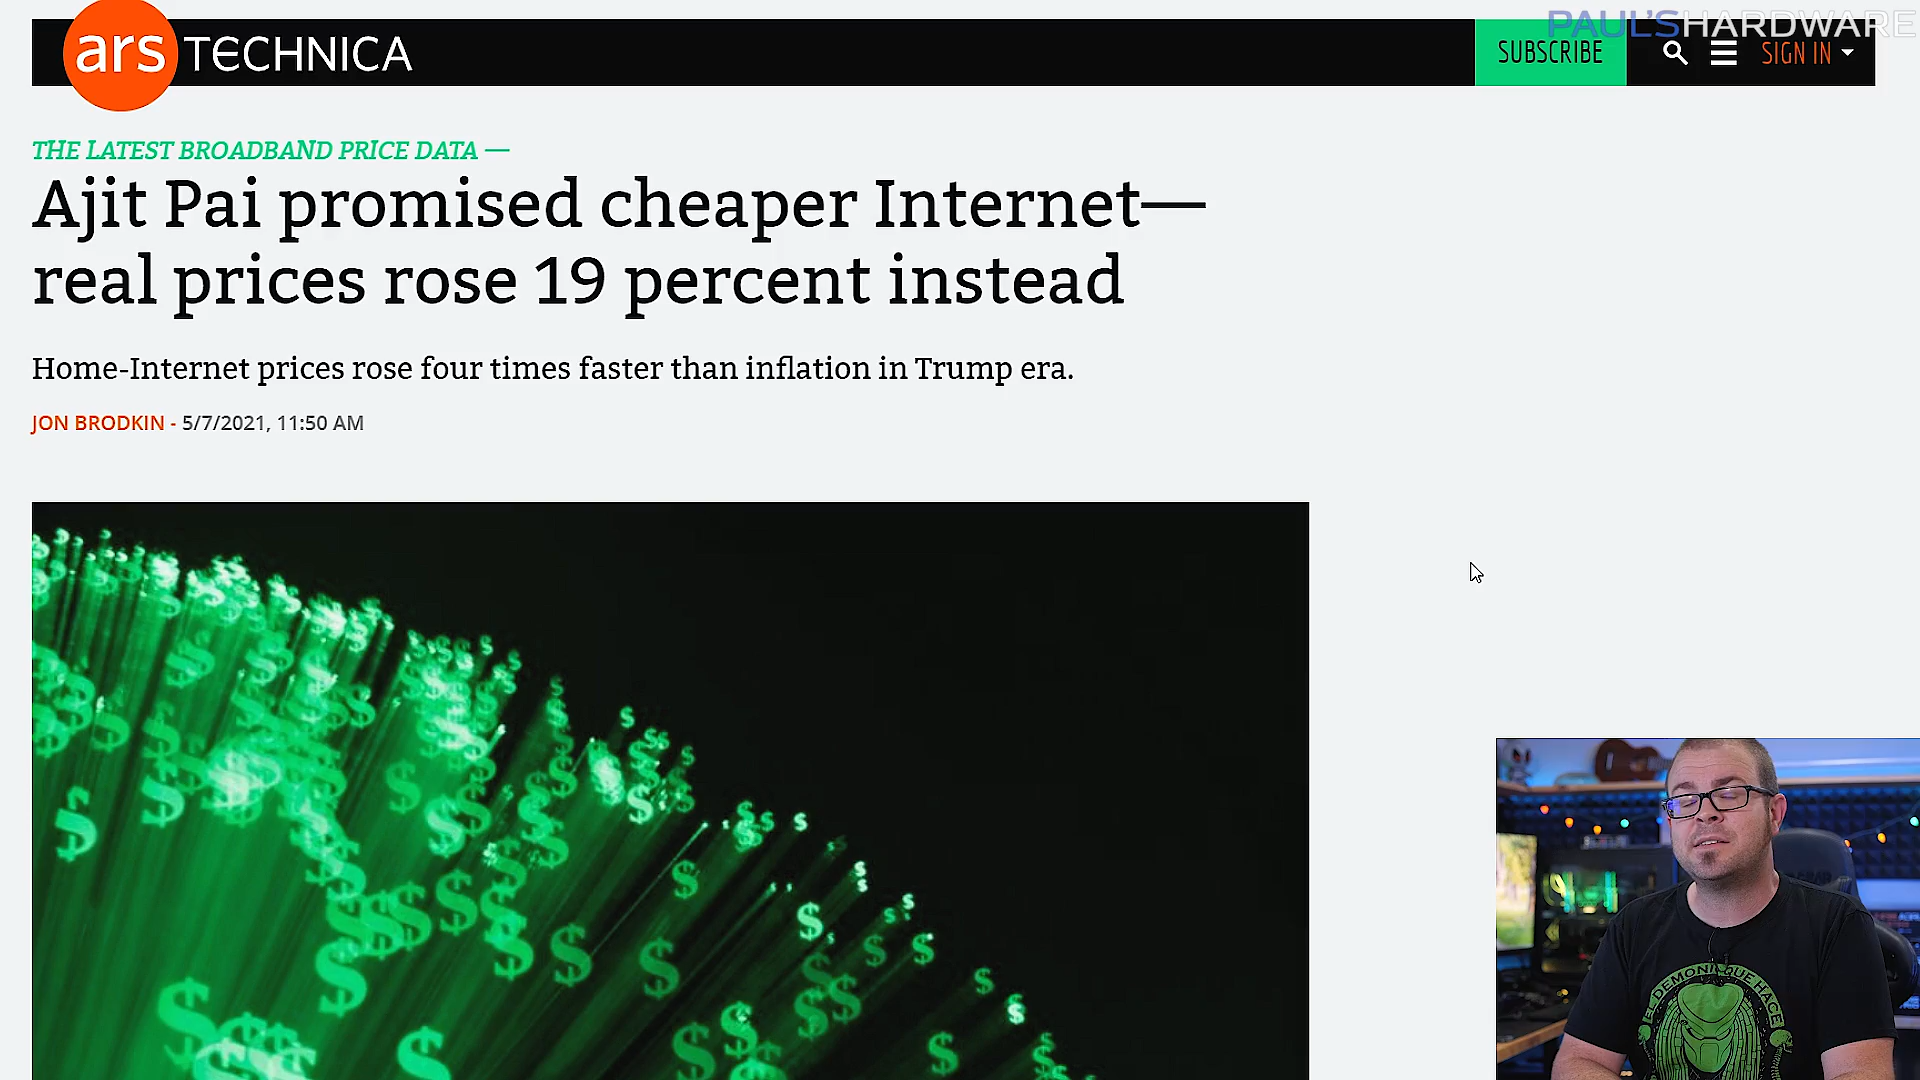 PAUL'SHARDWARE
ars TECHNICA
SUBSCRIBE
SIGN IN
THE LATEST BROADBAND PRICE DATA —
Ajit Pai promised cheaper Internet—
real prices rose 19 percent instead
Home-Internet prices rose four times faster than inflation in Trump era.
JON BRODKIN - 5/7/2021, 11:50 AM